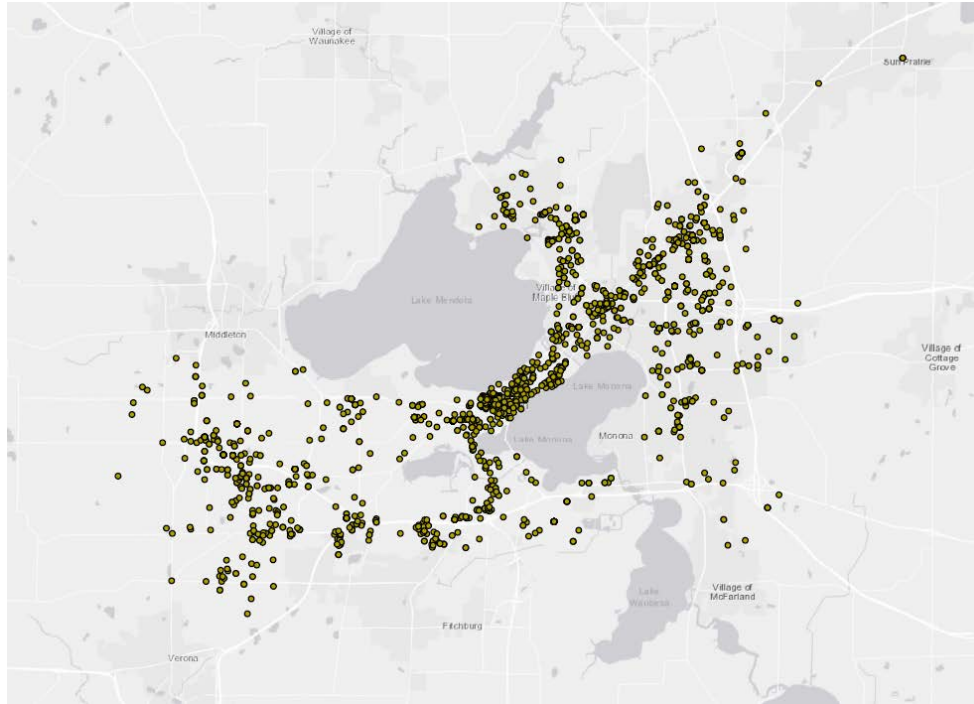 Village of
Waunakee
Sun Prairie
Lake Mendota
Village of
Maple Bluff
Middleton
Village of
Cottage
Grove
Lake Monona
Lake Monona
Monona
Lake
Waubesa
Village of
McFarland
Fitchburg
Verona